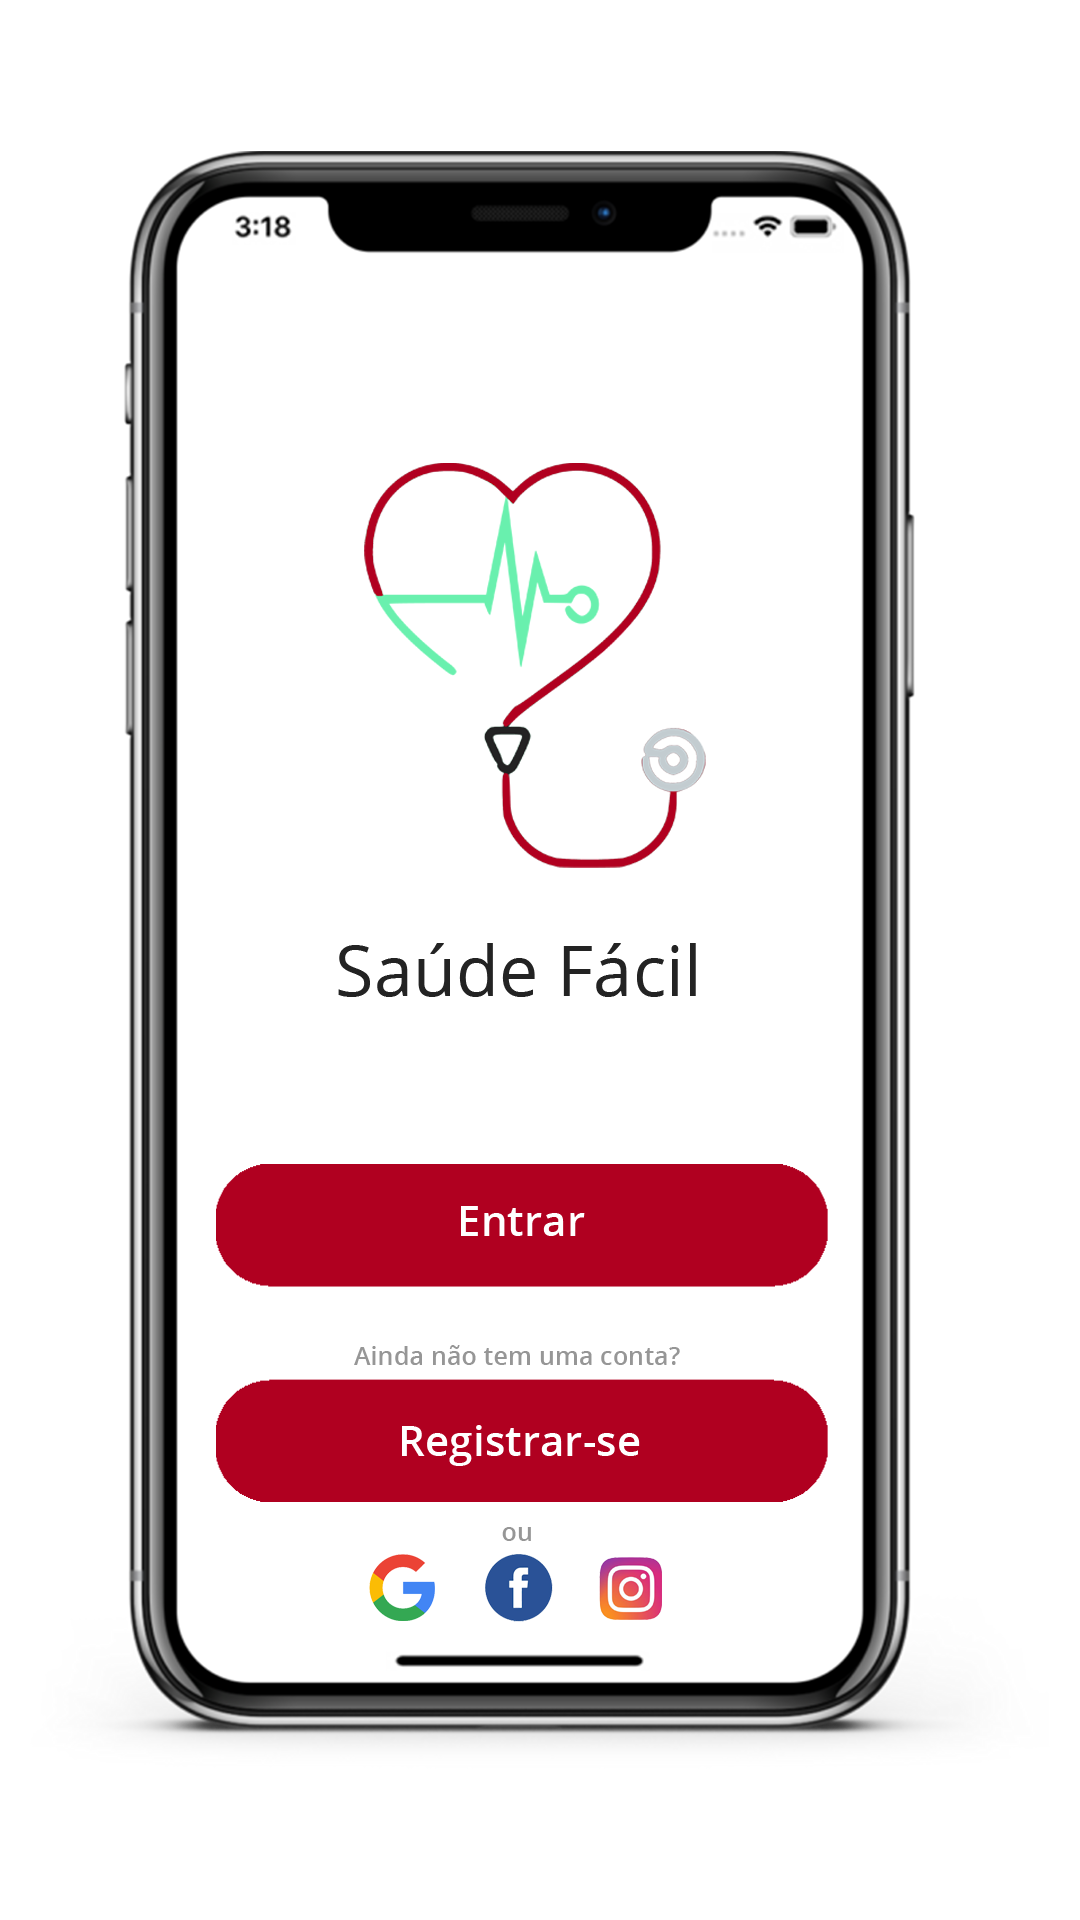 3:18
Saúde Fácil
Entrar
Ainda não tem uma conta?
Registrar-se
ou